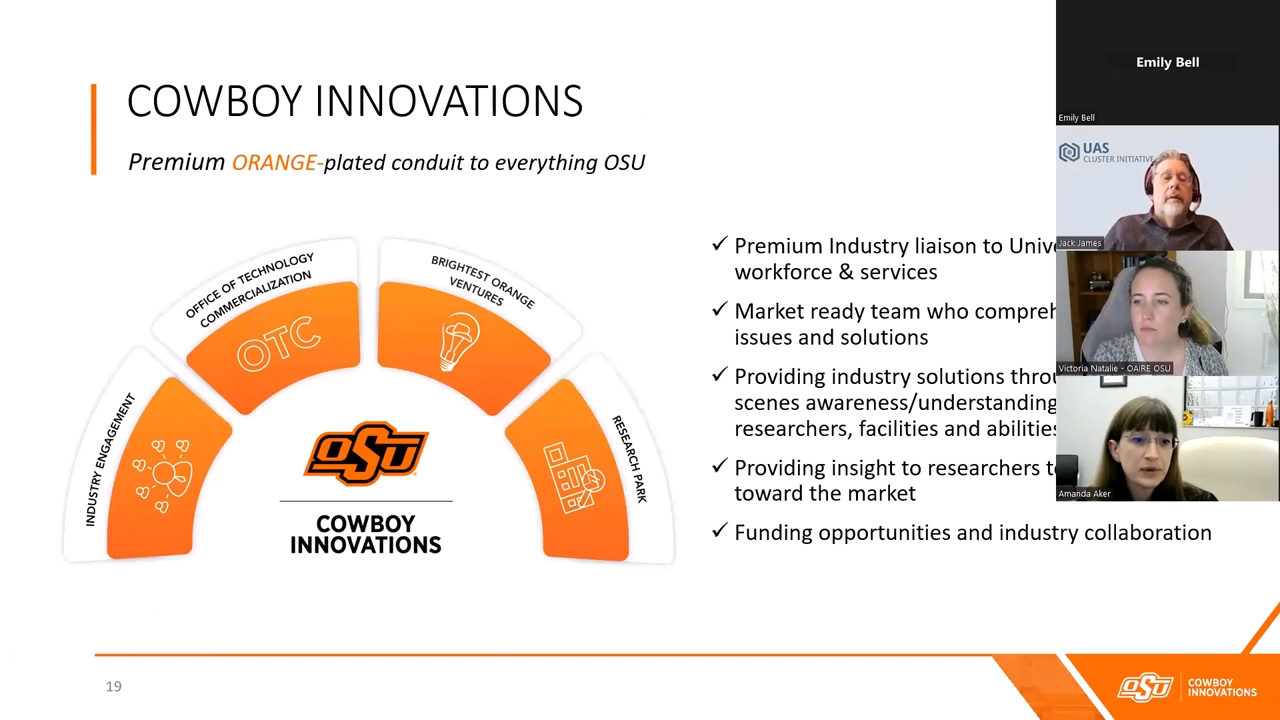 COWBOY INNOVATIONS
Premium ORANGE-plated conduit to everything OSU
INDUSTRY ENGAGEMENT
OFFICE OF TECHNOLOGY
COMMERCIALIZATION
OTC
BRIGHTEST ORANGE
VENTURES
RESEARCH PARK
OSU
COWBOY
INNOVATIONS
✓ Premium Industry liaison to
workforce & services
✓ Market ready team who
issues and solutions
✓ Providing industry solutions
scenes awareness/understanding
researchers, facilities and abilities
✓ Providing insight to researchers
toward the market
✓ Funding opportunities and industry collaboration
Emily Bell
Emily Bell
UAS
CLUSTER INITIATIVE
Jack James
Victoria Natalie - OAIRE OSU
Amanda Aker
19
OSU
COWBOY
INNOVATIONS